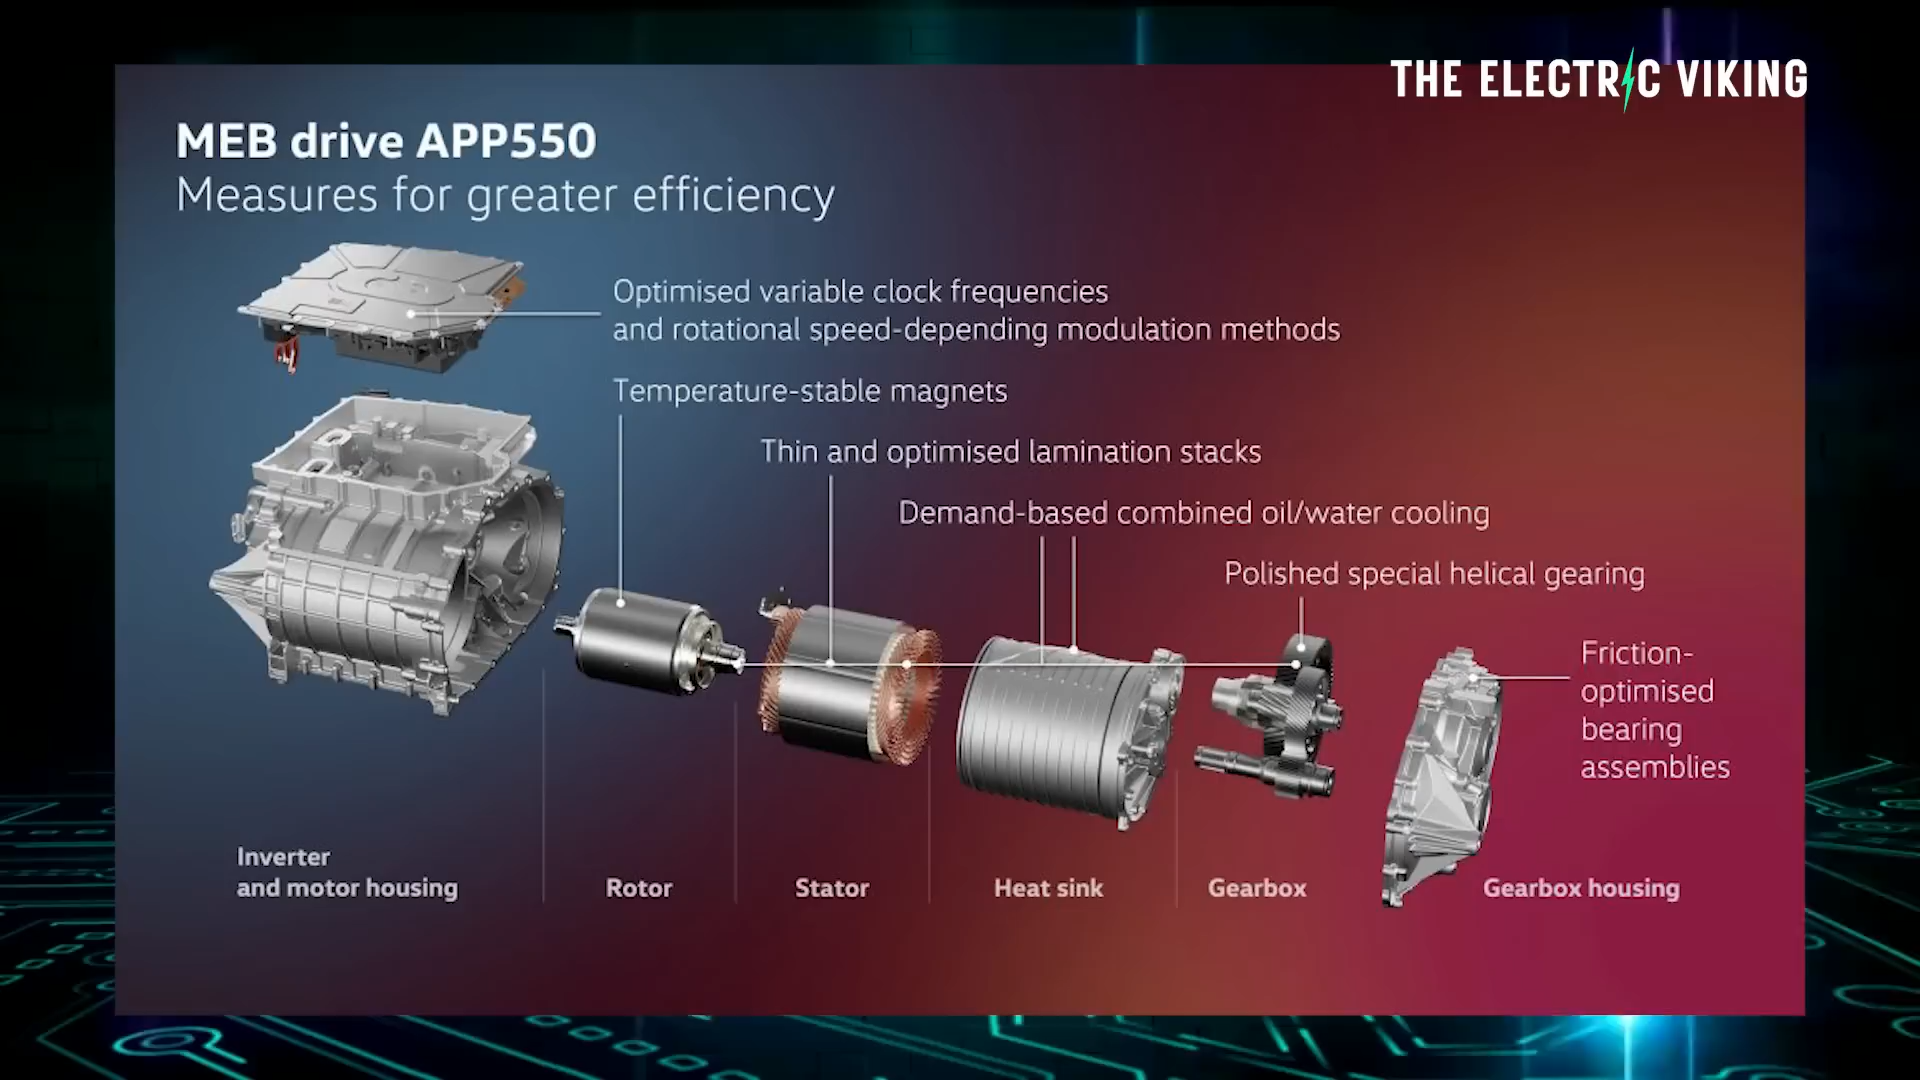 THE ELECTRIC VIKING
MEB drive APP550
Measures for greater efficiency
Optimised variable clock frequencies
and rotational speed-depending modulation methods
Temperature-stable magnets
Thin and optimised lamination stacks
Demand-based combined oil/water cooling
Polished special helical gearing
Friction-
optimised
bearing
assemblies
Inverter
and motor housing
Rotor
Stator
Heat sink
Gearbox
Gearbox housing